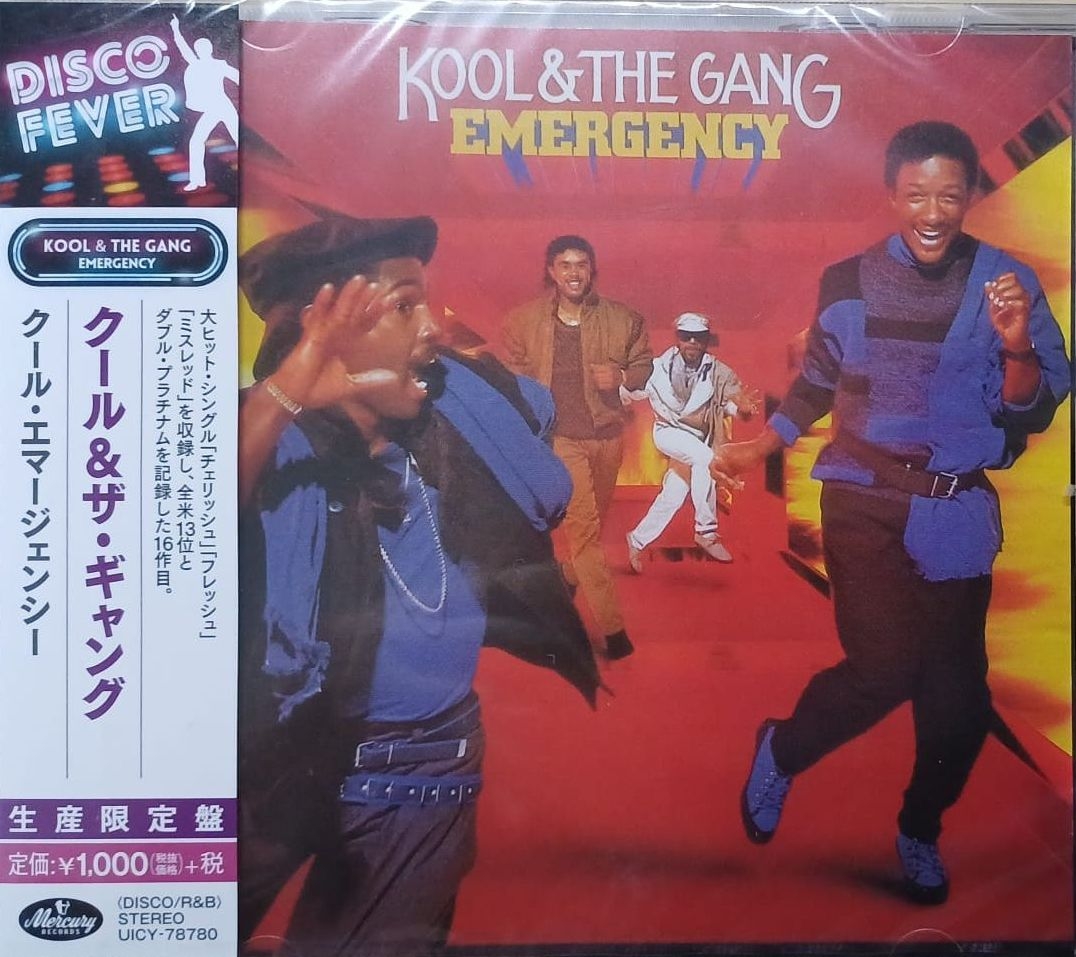 DISCO
FEVER
KOOL & THE GANG
EMERGENCY
大ヒット・シングル「チェリッシュ」「フレッシュ」
「ミスレッド」を収録し、全米13位と
ダブル・プラチナムを記録した16作目。
クール&ザ・ギャング
クール・エマージェンシー
生産限定盤
定価:¥1,000(税抜価格)+税
Mercury
RECORDS
〈DISCO/R&B〉
STEREO
UICY-78780
KOOL & THE GANG
EMERGENCY